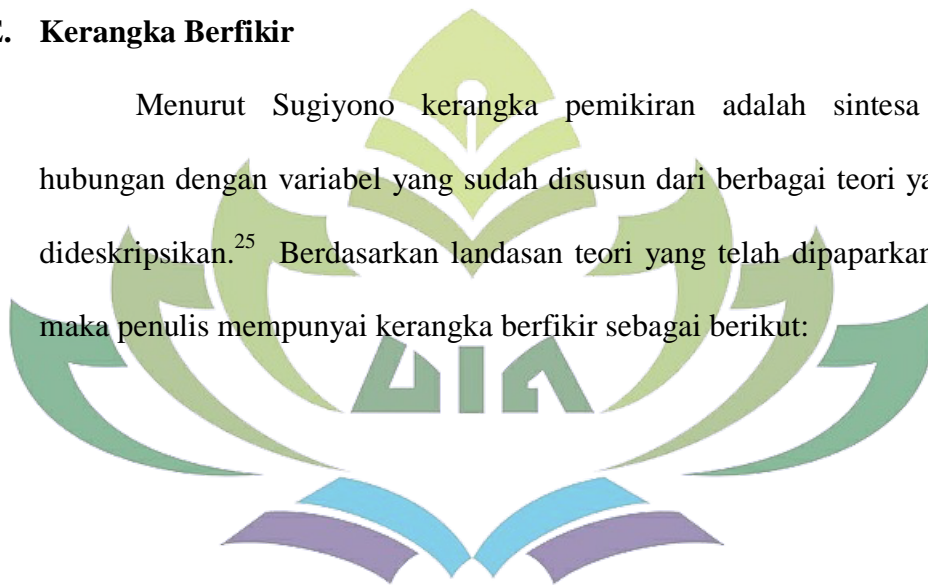 E. Kerangka Berfikir
Menurut Sugiyono kerangka pemikiran adalah sintesa
hubungan dengan variabel yang sudah disusun dari berbagai teori
dideskripsikan.25 Berdasarkan landasan teori yang telah dipaparkan
maka penulis mempunyai kerangka berfikir sebagai berikut:
UIN